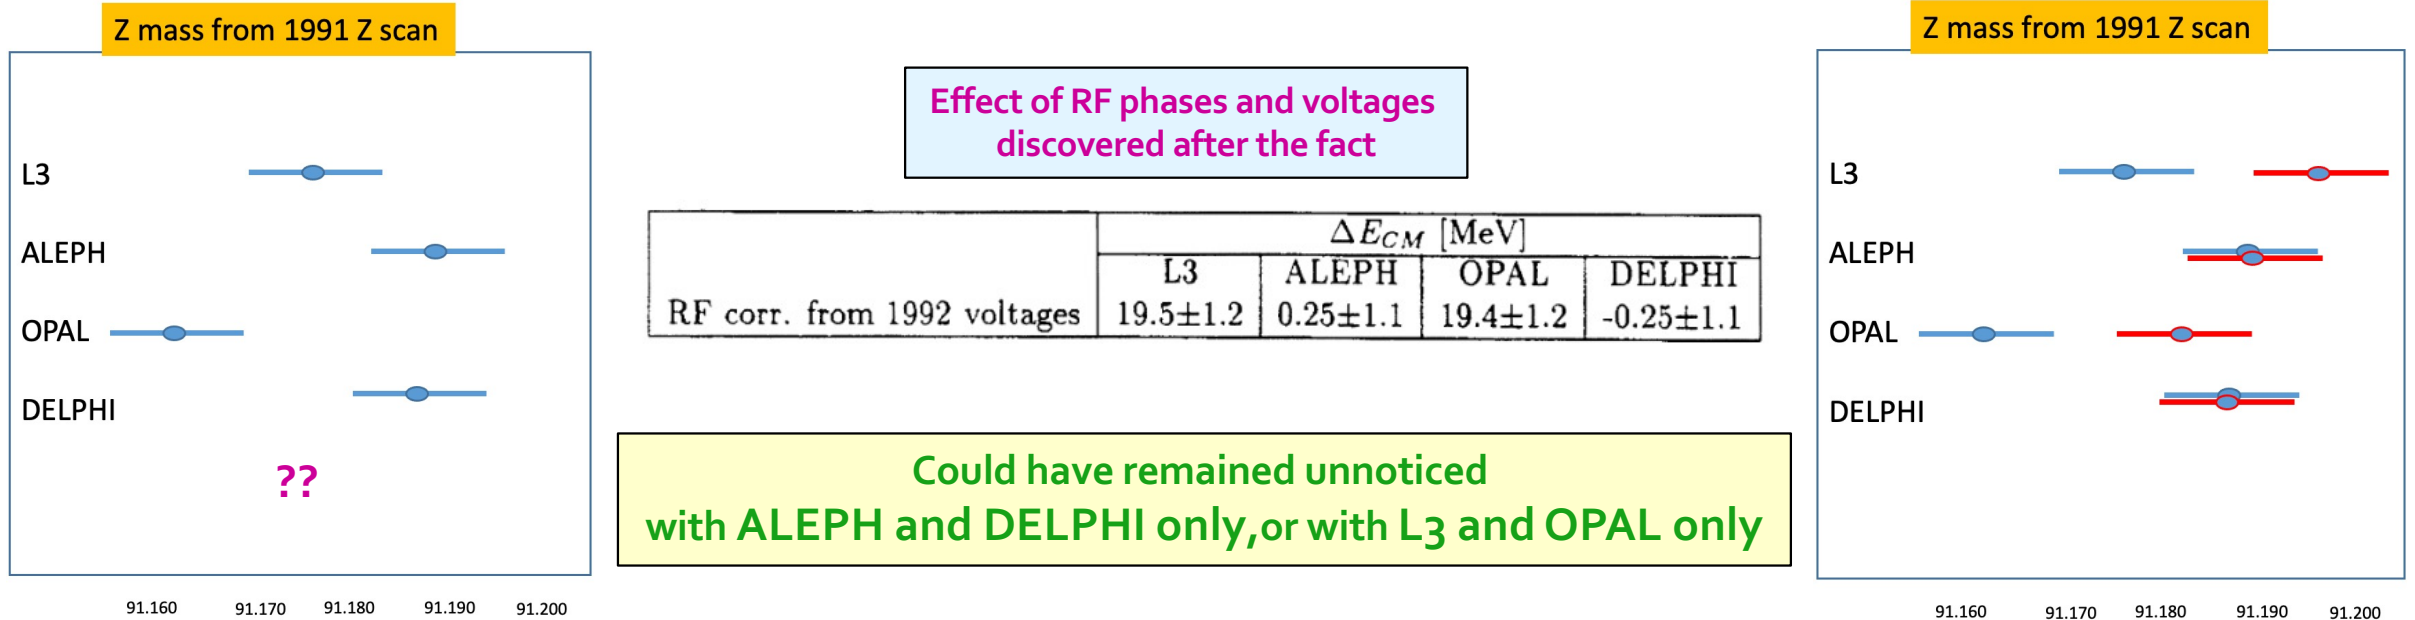 Z mass from 1991 Z scan
L3
ALEPH
OPAL
DELPHI
??
91.160 91.170 91.180 91.190 91.200
Effect of RF phases and voltages
discovered after the fact
ΔE_CM [MeV]
L3 ALEPH OPAL DELPHI
RF corr. from 1992 voltages 19.5±1.2 0.25±1.1 19.4±1.2 -0.25±1.1
Could have remained unnoticed
with ALEPH and DELPHI only,or with L3 and OPAL only
Z mass from 1991 Z scan
L3
ALEPH
OPAL
DELPHI
91.160 91.170 91.180 91.190 91.200